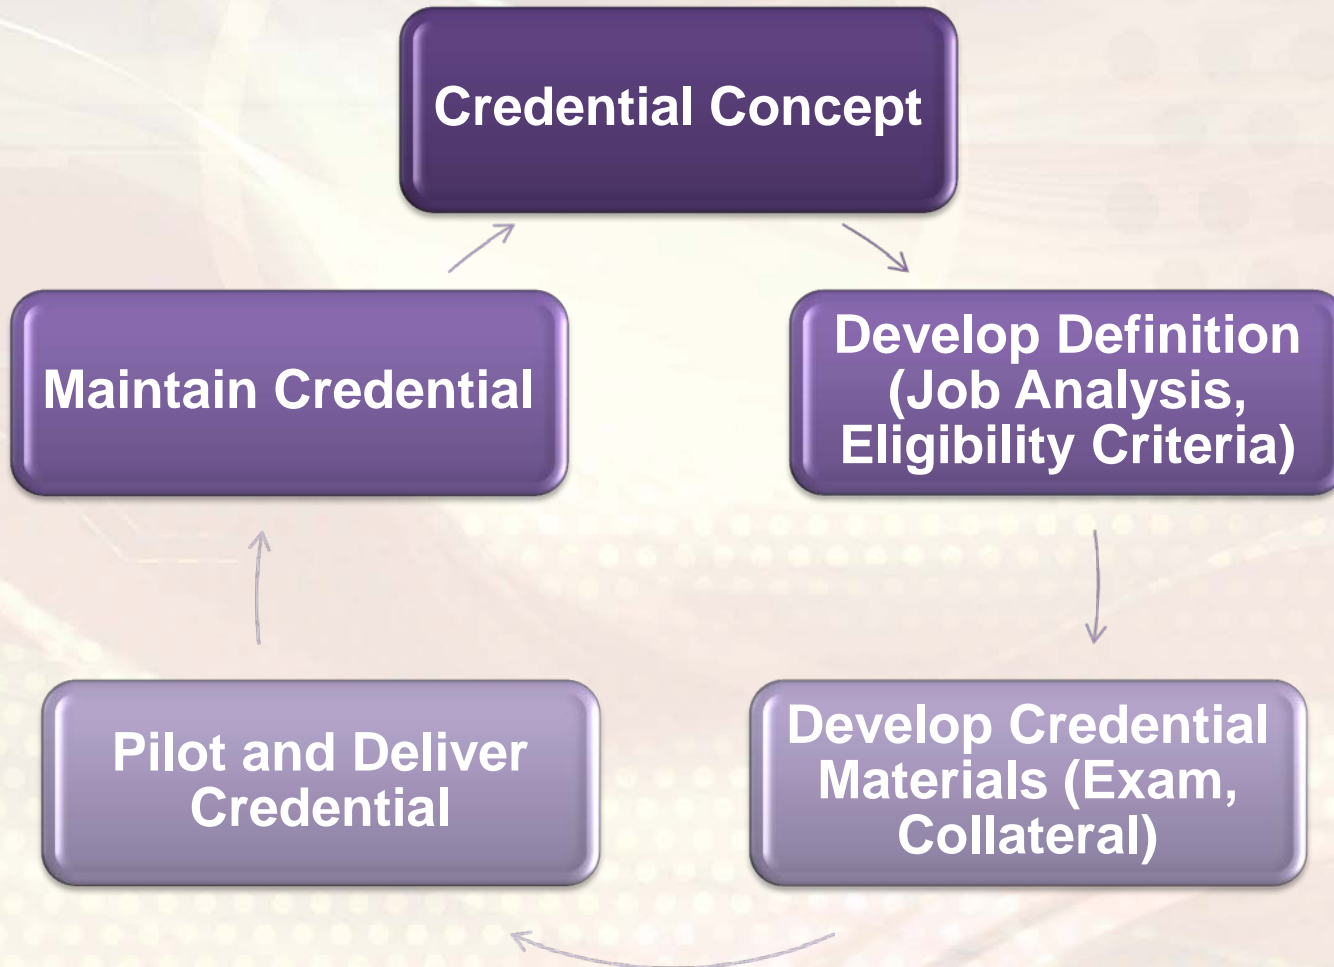 Credential Concept
Develop Definition
(Job Analysis,
Eligibility Criteria)
Develop Credential
Materials (Exam,
Collateral)
Pilot and Deliver
Credential
Maintain Credential